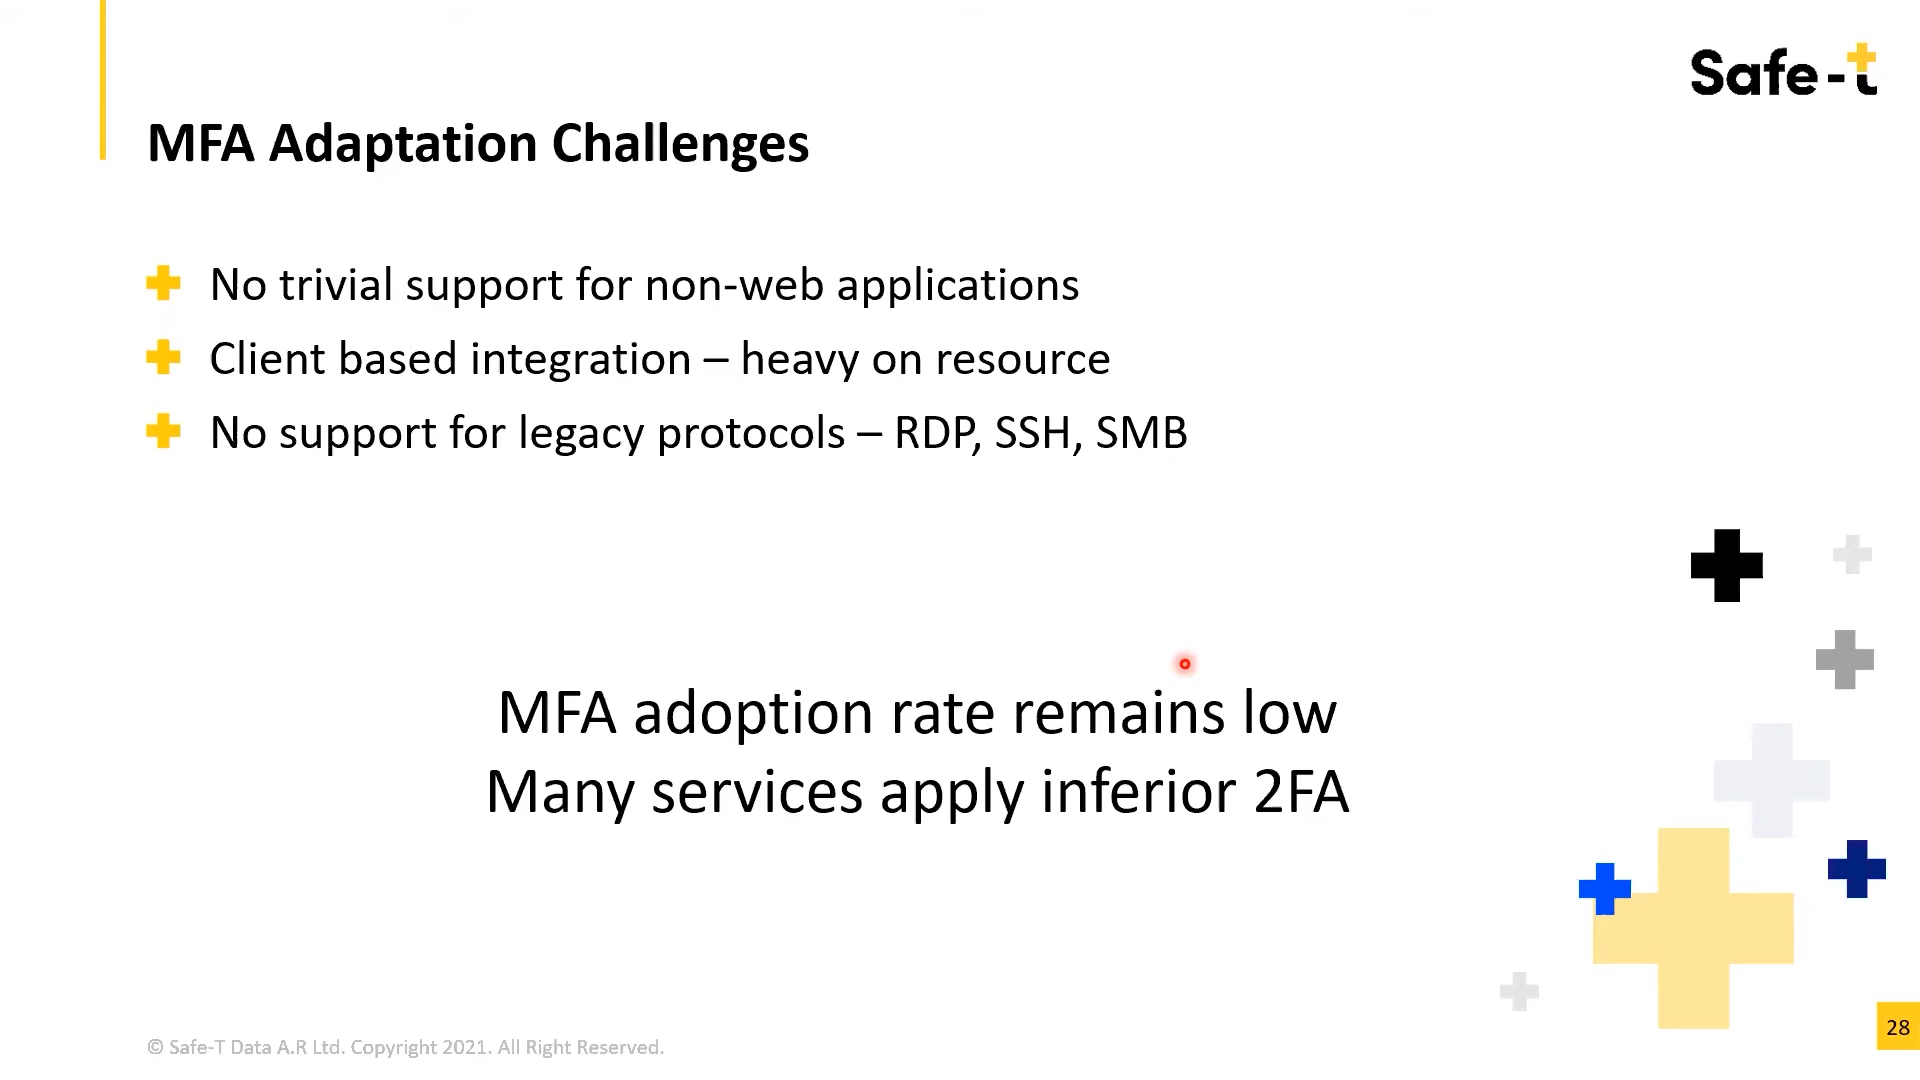 Safe-t
MFA Adaptation Challenges
No trivial support for non-web applications
Client based integration – heavy on resource
No support for legacy protocols – RDP, SSH, SMB
MFA adoption rate remains low
Many services apply inferior 2FA
© Safe-T Data A.R Ltd. Copyright 2021. All Right Reserved.
28